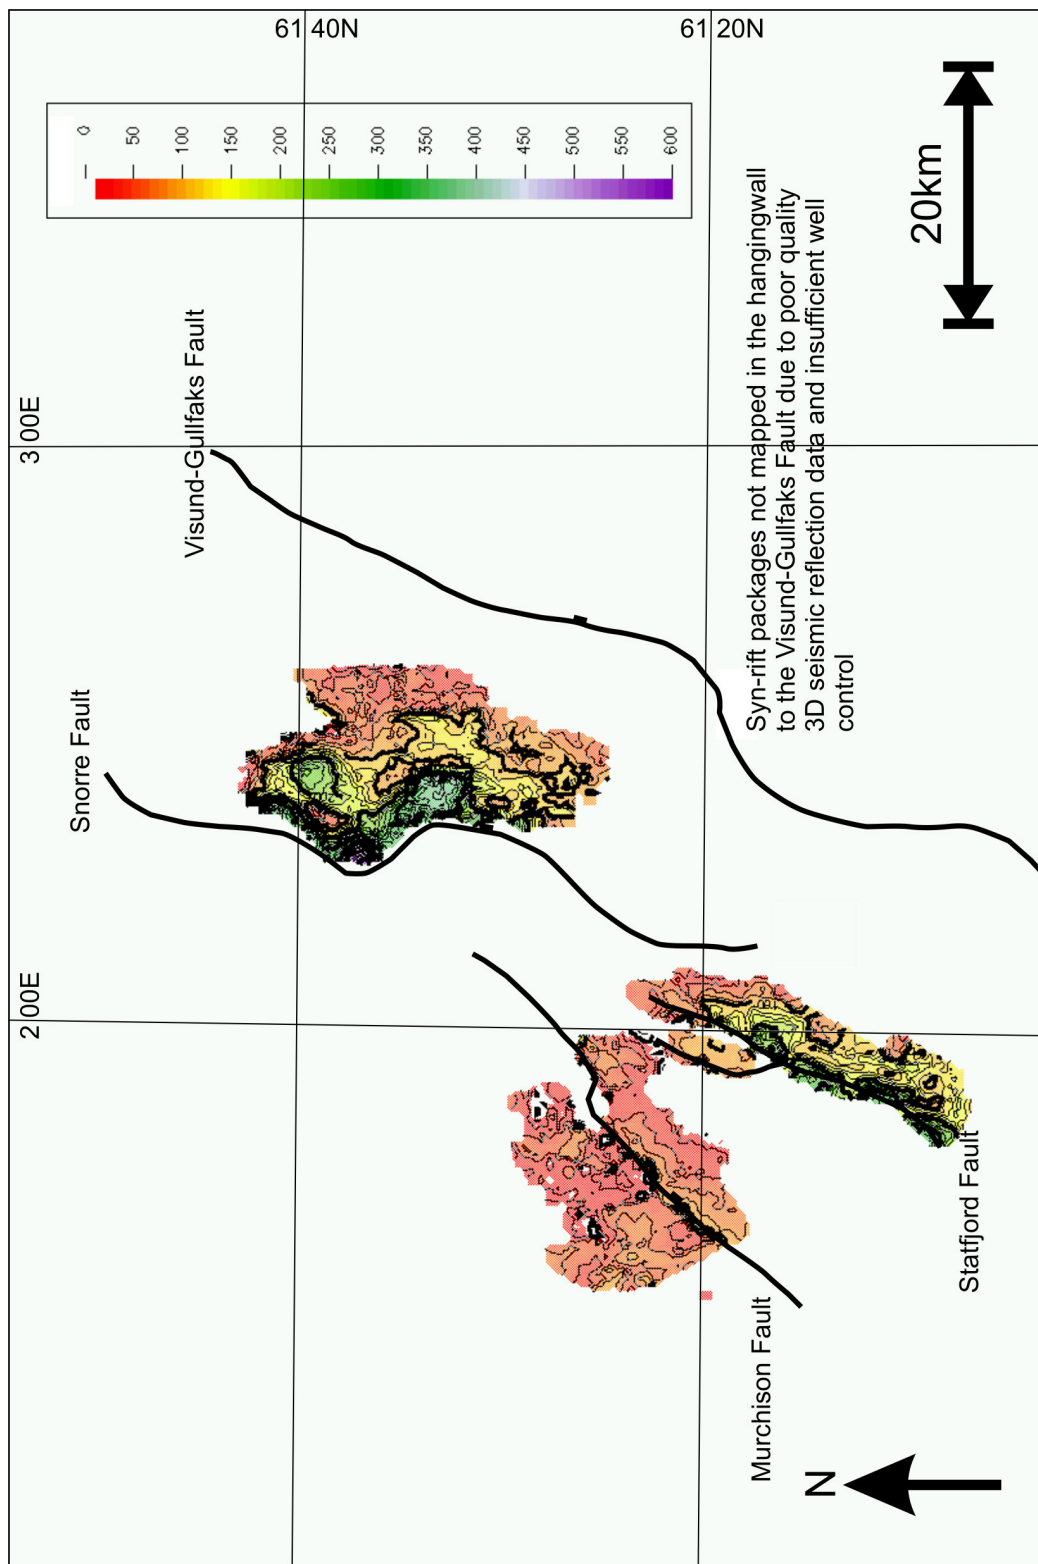 61 40N
61 20N
0
50
100
150
200
250
300
350
400
450
500
550
600
20km
3 00E
Visund-Gullfaks Fault
Syn-rift packages not mapped in the hangingwall
to the Visund-Gullfaks Fault due to poor quality
3D seismic reflection data and insufficient well
control
Snorre Fault
2 00E
Statfjord Fault
Murchison Fault
N